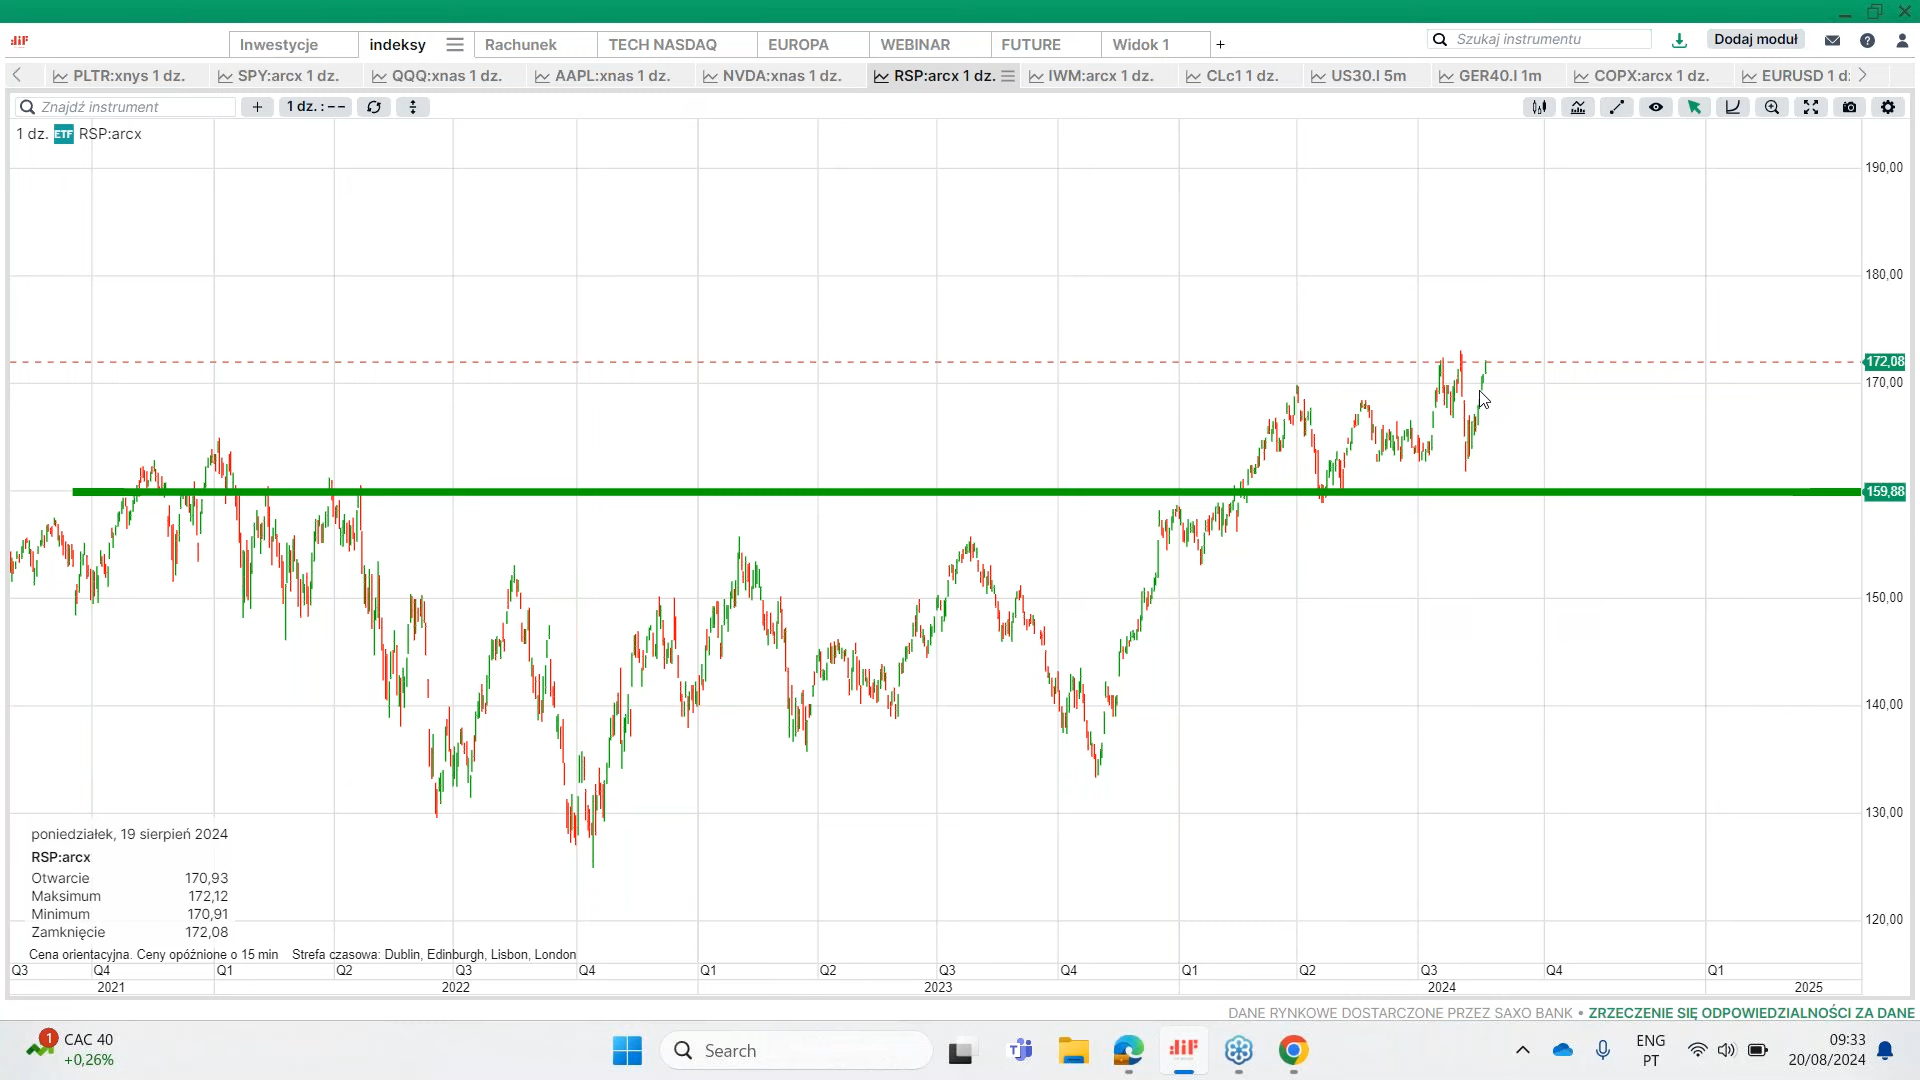 Inwestycje indeksy Rachunek TECH NASDAQ EUROPA WEBINAR FUTURE Widok 1 + Szukaj instrumentu Dodaj moduł
PLTR:xnys 1 dz. SPY:arcx 1 dz. QQQ:xnas 1 dz. AAPL:xnas 1 dz. NVDA:xnas 1 dz. RSP:arcx 1 dz. IWM:arcx 1 dz. CLc1 1 dz. US30.I 5m GER40.I 1m COPX:arcx 1 dz. EURUSD 1 d
Znajdź instrument + 1 dz. : – –
1 dz. ETF RSP:arcx
190,00
180,00
172,08
170,00
159,88
150,00
140,00
130,00
120,00
poniedziałek, 19 sierpień 2024
RSP:arcx
Otwarcie 170,93
Maksimum 172,12
Minimum 170,91
Zamknięcie 172,08
Cena orientacyjna. Ceny opóźnione o 15 min Strefa czasowa: Dublin, Edinburgh, Lisbon, London
Q3 Q4 Q1 Q2 Q3 Q4 Q1 Q2 Q3 Q4 Q1 Q2 Q3 Q4 Q1
2021 2022 2023 2024 2025
DANE RYNKOWE DOSTARCZONE PRZEZ SAXO BANK • ZRZECZENIE SIĘ ODPOWIEDZIALNOŚCI ZA DANE
1 CAC 40
+0,26%
Search
ENG
PT
09:33
20/08/2024